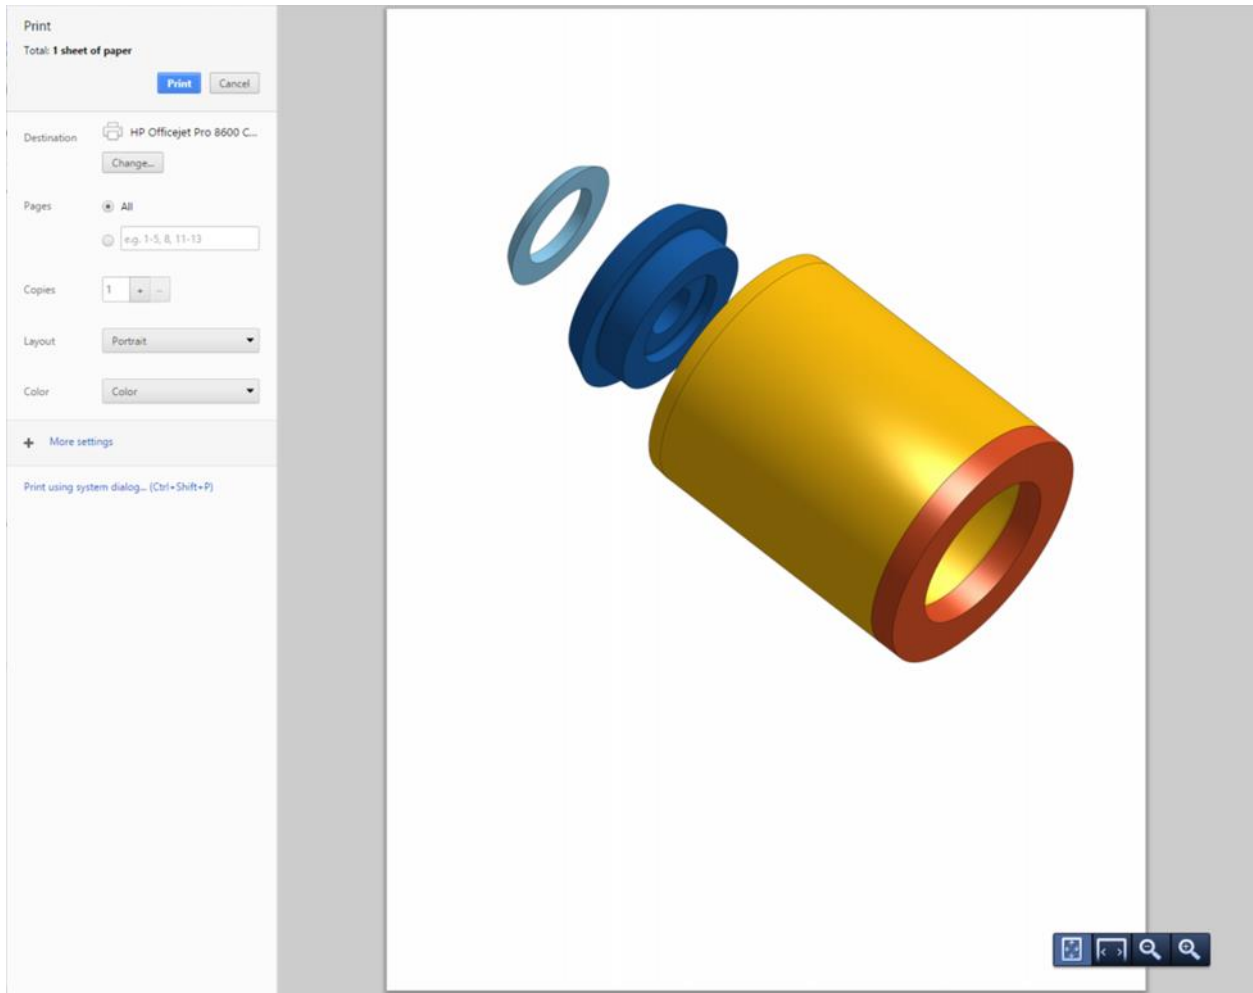 Print
Total: 1 sheet of paper
Print Cancel
Destination HP Officejet Pro 8600 C...
Change...
Pages All
e.g. 1-5, 8, 11-13
Copies 1 + -
Layout Portrait
Color Color
+ More settings
Print using system dialog... (Ctrl+Shift+P)